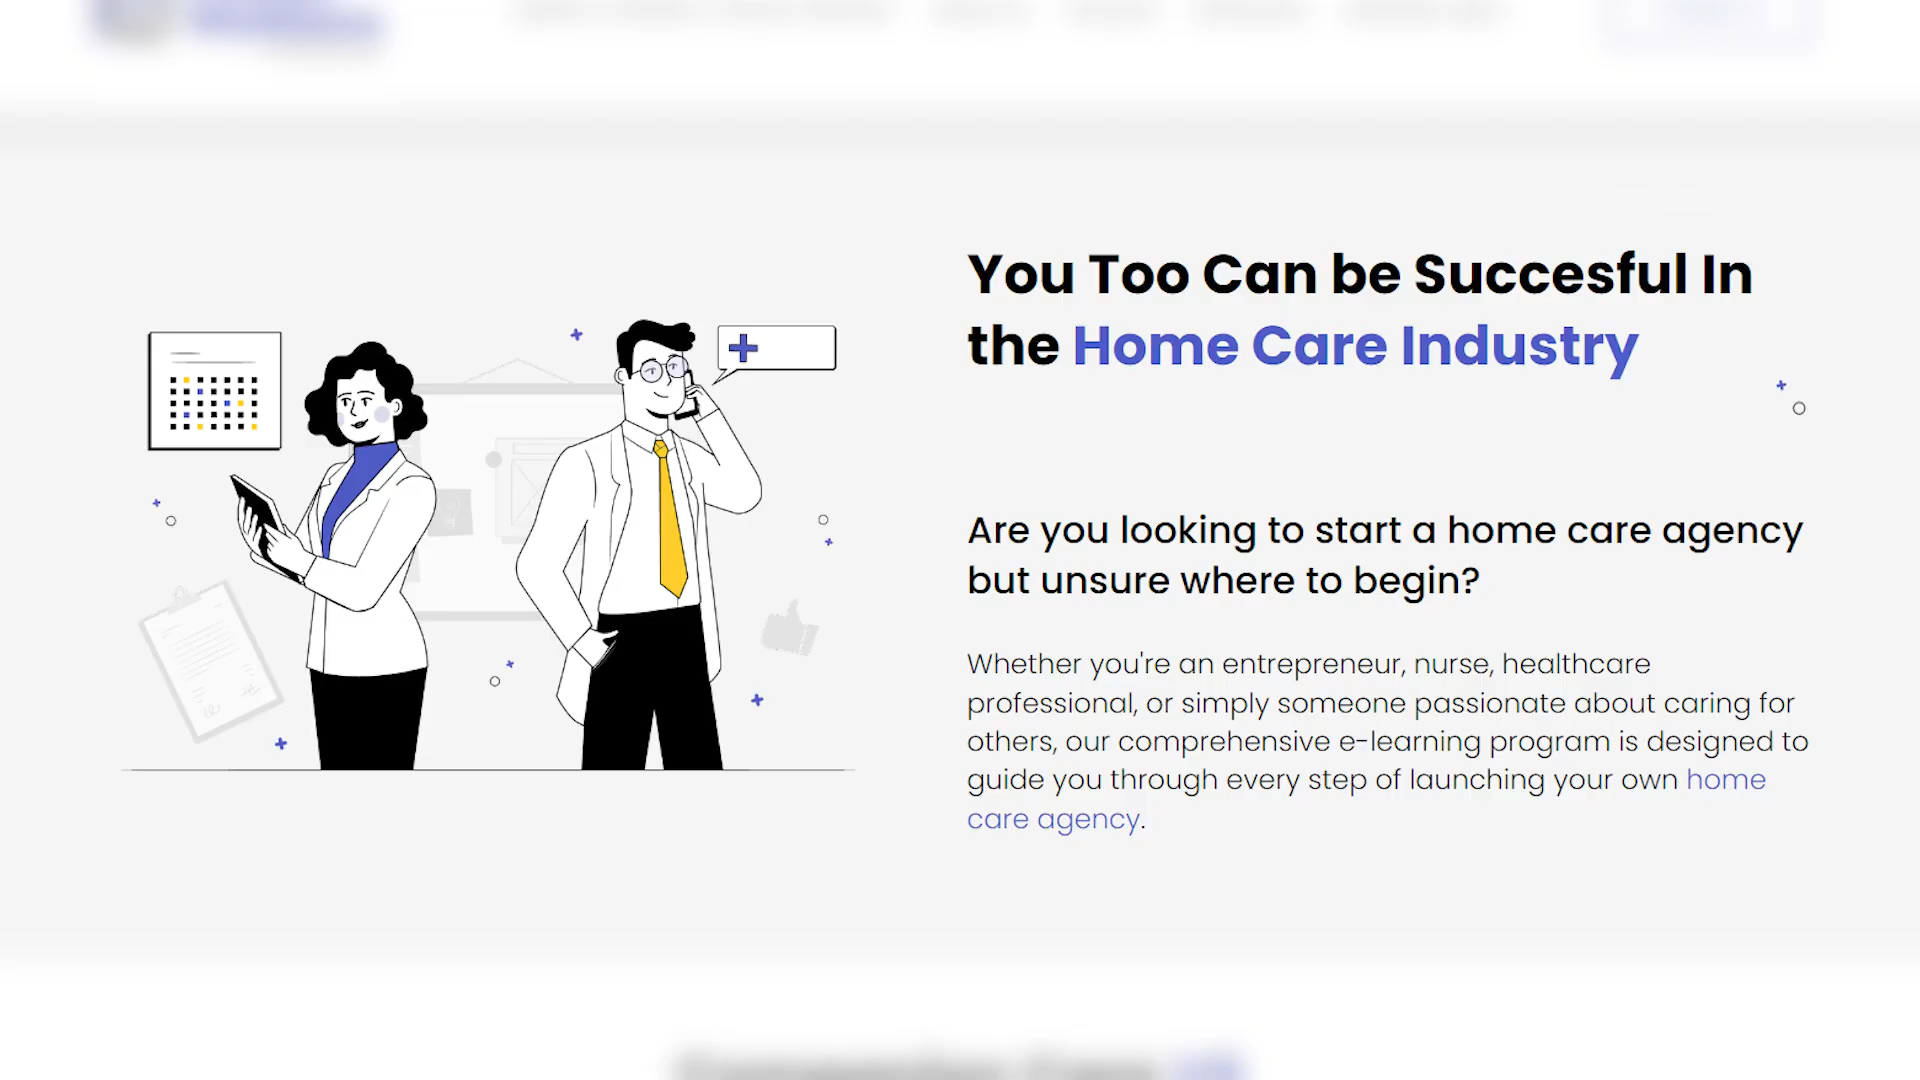 You Too Can be Succesful In
the Home Care Industry
Are you looking to start a home care agency
but unsure where to begin?
Whether you're an entrepreneur, nurse, healthcare
professional, or simply someone passionate about caring for
others, our comprehensive e-learning program is designed to
guide you through every step of launching your own home
care agency.